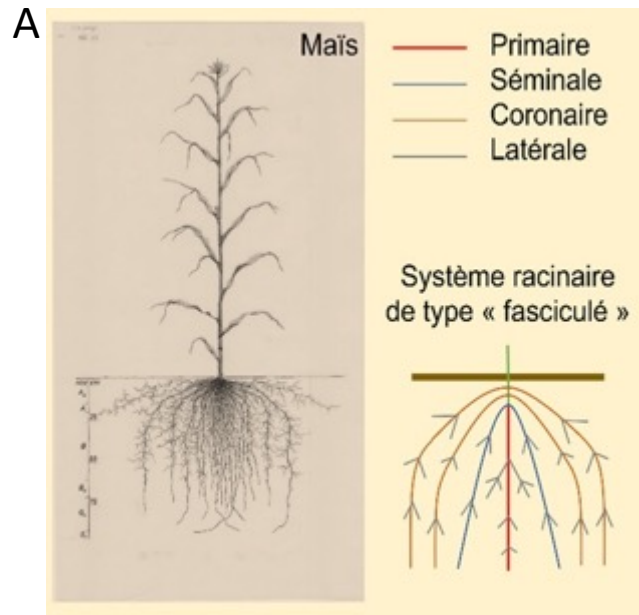 A
Maïs
Primaire
Séminale
Coronaire
Latérale
Système racinaire
de type « fasciculé »